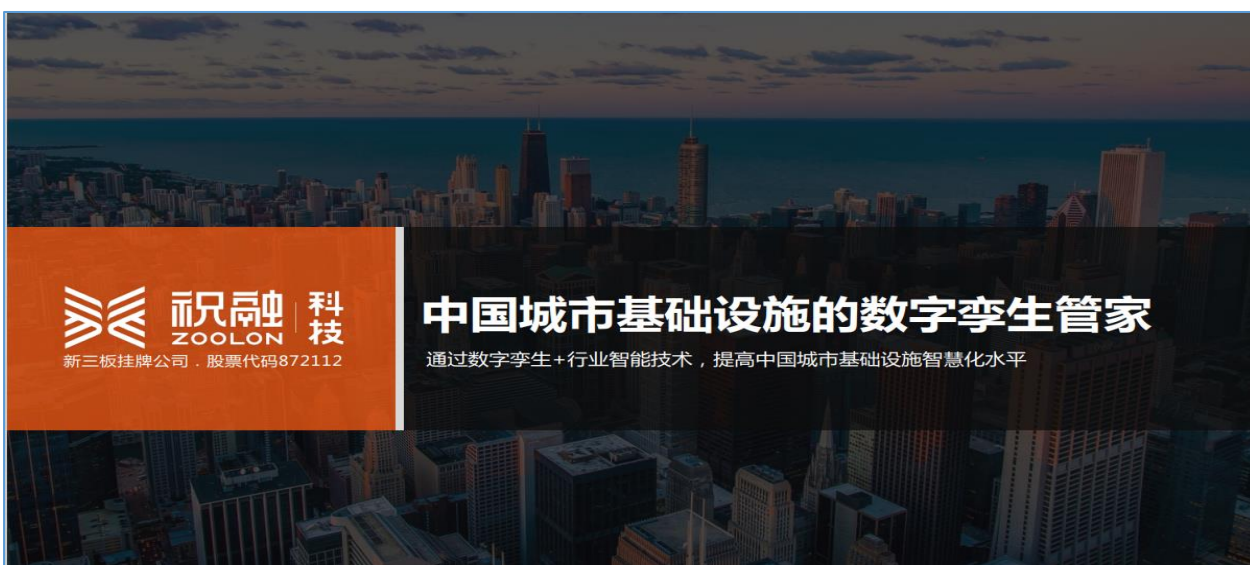 祝融
科技
ZOOLON
新三板挂牌公司．股票代码872112
中国城市基础设施的数字孪生管家
通过数字孪生+行业智能技术，提高中国城市基础设施智慧化水平